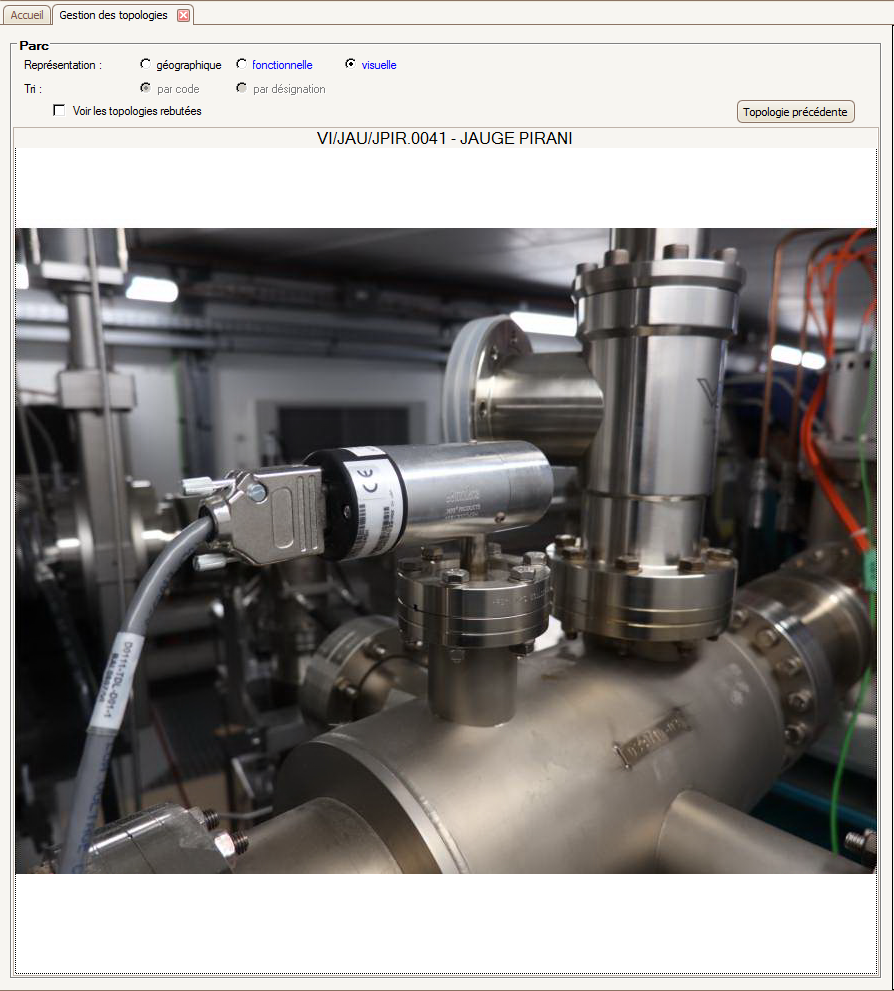 Accueil
Gestion des topologies
Parc
Représentation : géographique fonctionnelle visuelle
Tri : par code par désignation
Voir les topologies rebutées
Topologie précédente
VI/JAU/JPIR.0041 - JAUGE PIRANI
CE